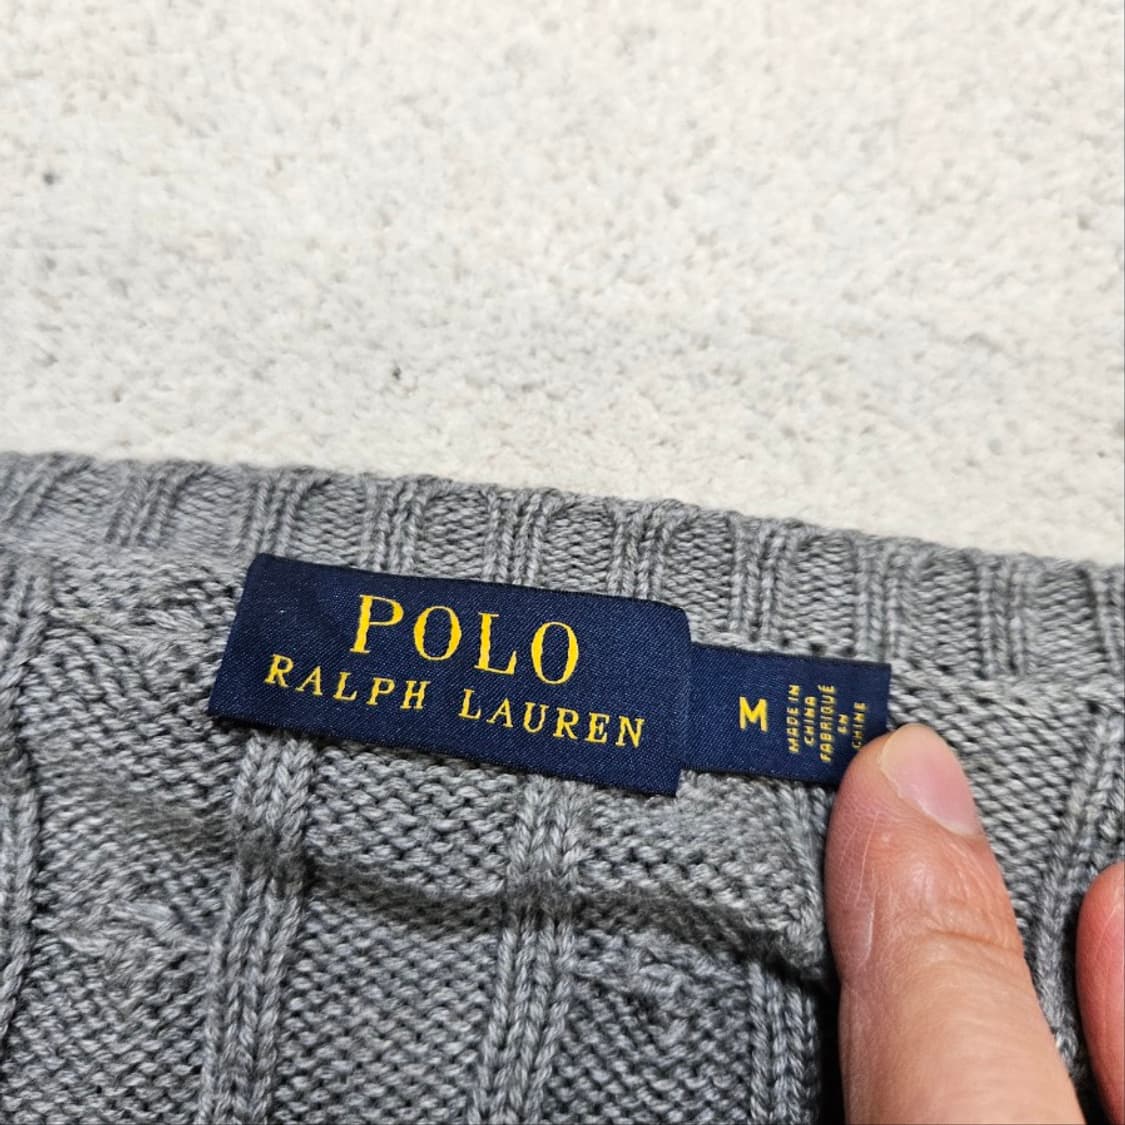 POLO
RALPH LAUREN
M
MADE IN
CHINA
FABRIQUÉ
EN
CHINE